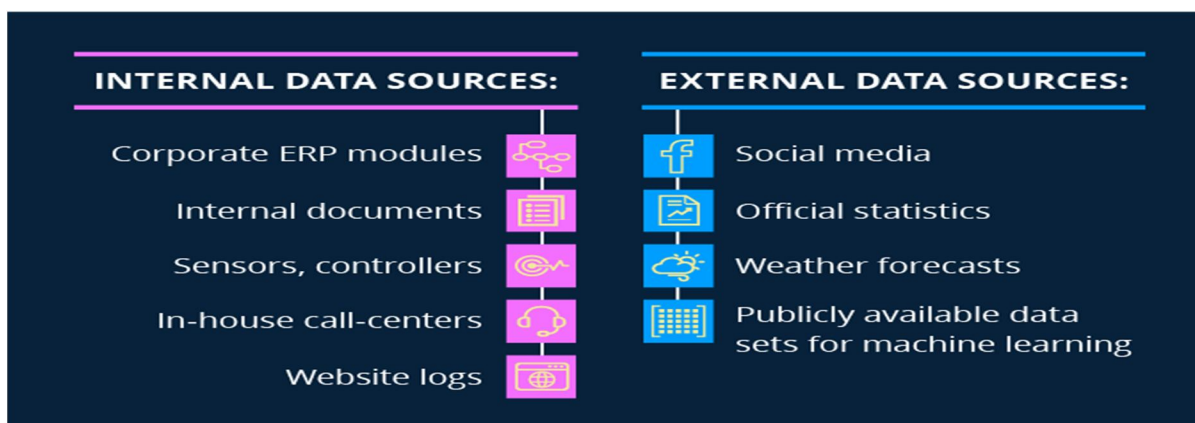 INTERNAL DATA SOURCES:
Corporate ERP modules
Internal documents
Sensors, controllers
In-house call-centers
Website logs
EXTERNAL DATA SOURCES:
Social media
Official statistics
Weather forecasts
Publicly available data
sets for machine learning